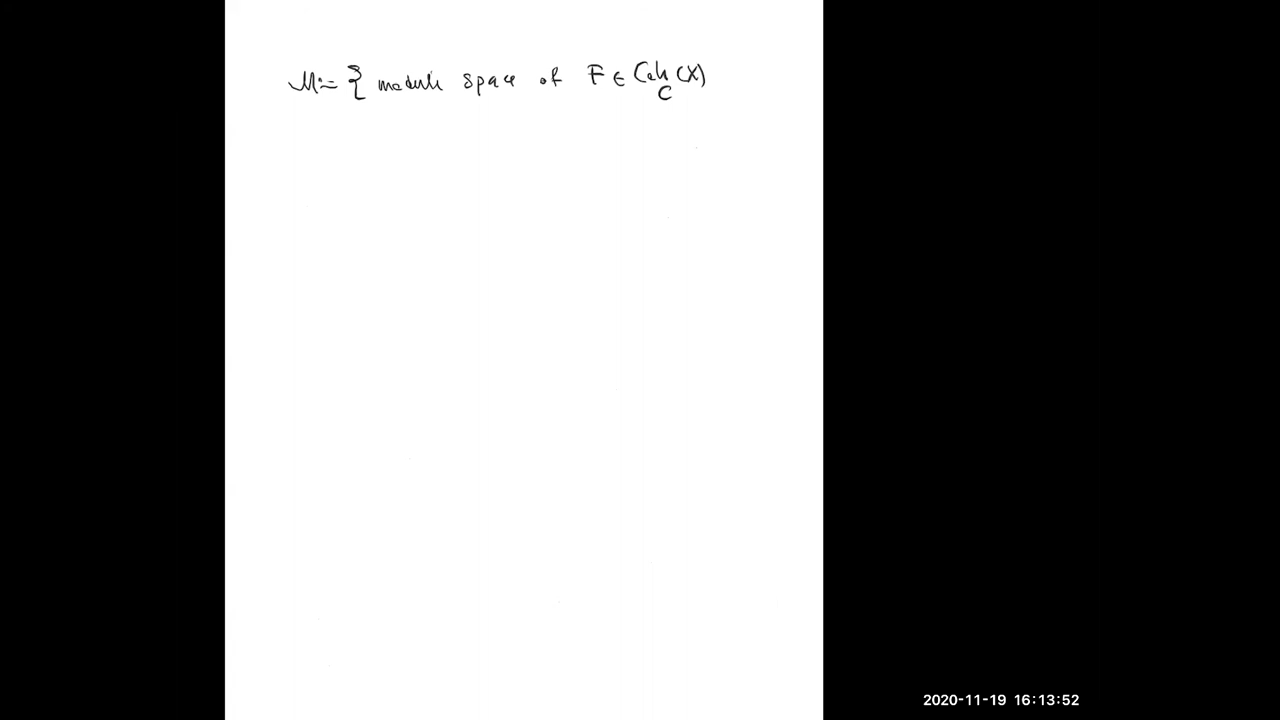 M := { moduli space of F ∈ Coh_C (X)
2020-11-19 16:13:52